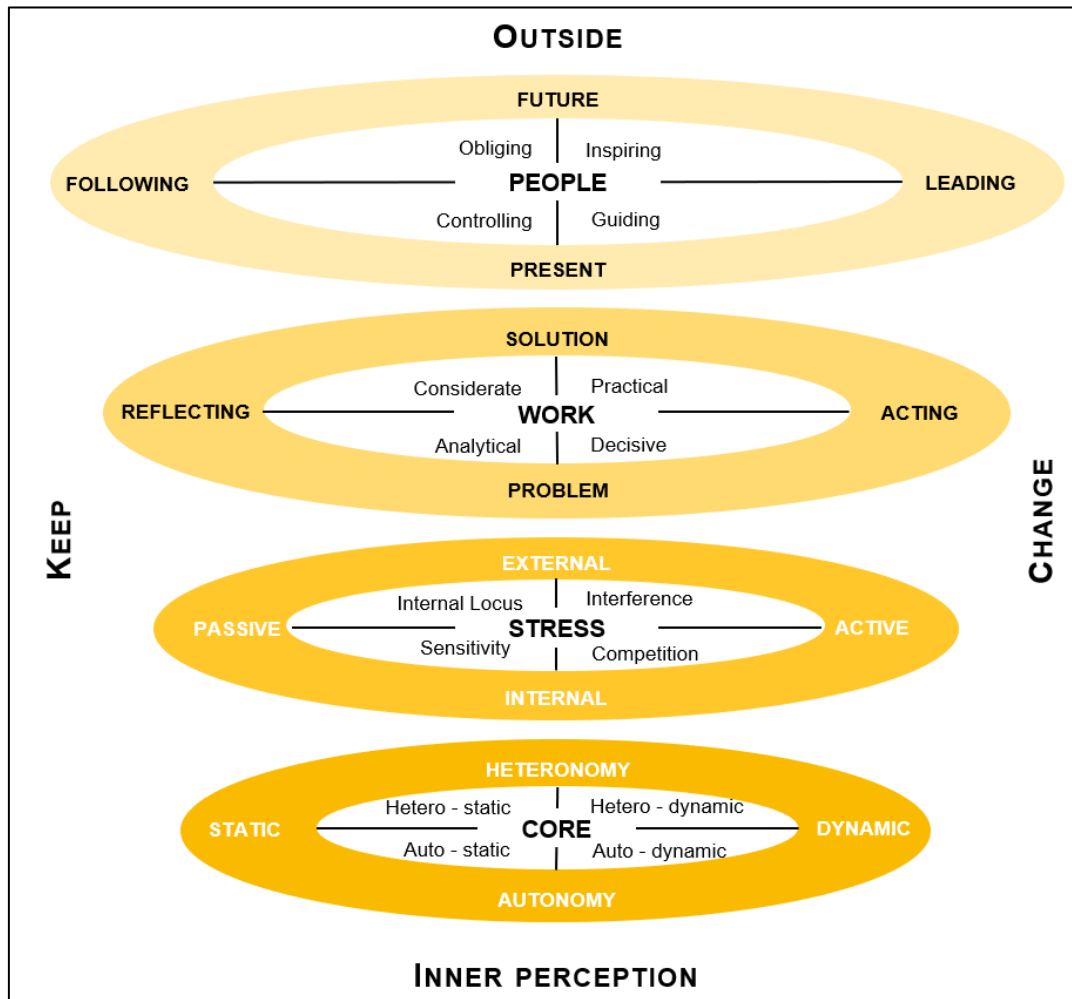 OUTSIDE
FUTURE
Obliging Inspiring
FOLLOWING PEOPLE LEADING
Controlling Guiding
PRESENT
SOLUTION
Considerate Practical
REFLECTING WORK ACTING
Analytical Decisive
PROBLEM
KEEP
CHANGE
EXTERNAL
Internal Locus Interference
PASSIVE STRESS ACTIVE
Sensitivity Competition
INTERNAL
HETERONOMY
Hetero - static Hetero - dynamic
STATIC CORE DYNAMIC
Auto - static Auto - dynamic
AUTONOMY
INNER PERCEPTION